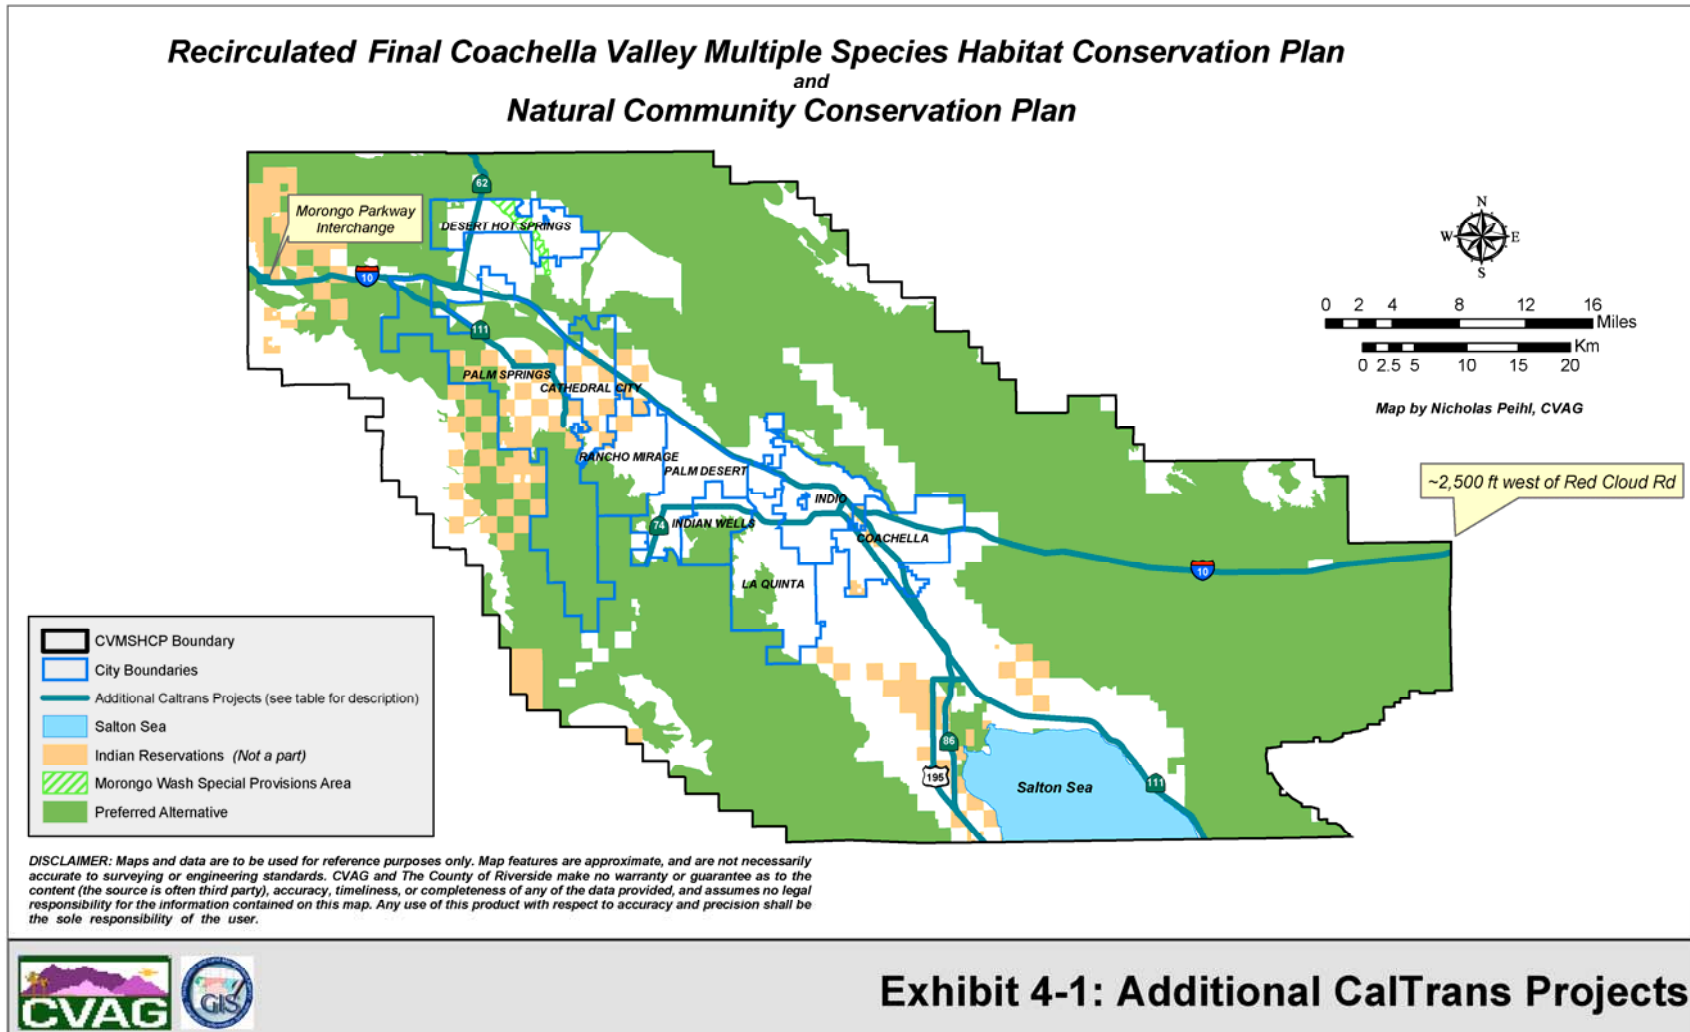 Recirculated Final Coachella Valley Multiple Species Habitat Conservation Plan
and
Natural Community Conservation Plan
62
Morongo Parkway
Interchange
DESERT HOT SPRINGS
10
111
PALM SPRINGS
CATHEDRAL CITY
RANCHO MIRAGE
PALM DESERT
INDIO
74
INDIAN WELLS
COACHELLA
LA QUINTA
10
86
195
Salton Sea
111
N
W
E
S
0 2 4 8 12 16
Miles
Km
0 2.5 5 10 15 20
Map by Nicholas Peihl, CVAG
~2,500 ft west of Red Cloud Rd
CVMSHCP Boundary
City Boundaries
Additional Caltrans Projects (see table for description)
Salton Sea
Indian Reservations (Not a part)
Morongo Wash Special Provisions Area
Preferred Alternative
DISCLAIMER: Maps and data are to be used for reference purposes only. Map features are approximate, and are not necessarily
accurate to surveying or engineering standards. CVAG and The County of Riverside make no warranty or guarantee as to the
content (the source is often third party), accuracy, timeliness, or completeness of any of the data provided, and assumes no legal
responsibility for the information contained on this map. Any use of this product with respect to accuracy and precision shall be
the sole responsibility of the user.
CVAG
GIS
Exhibit 4-1: Additional CalTrans Projects